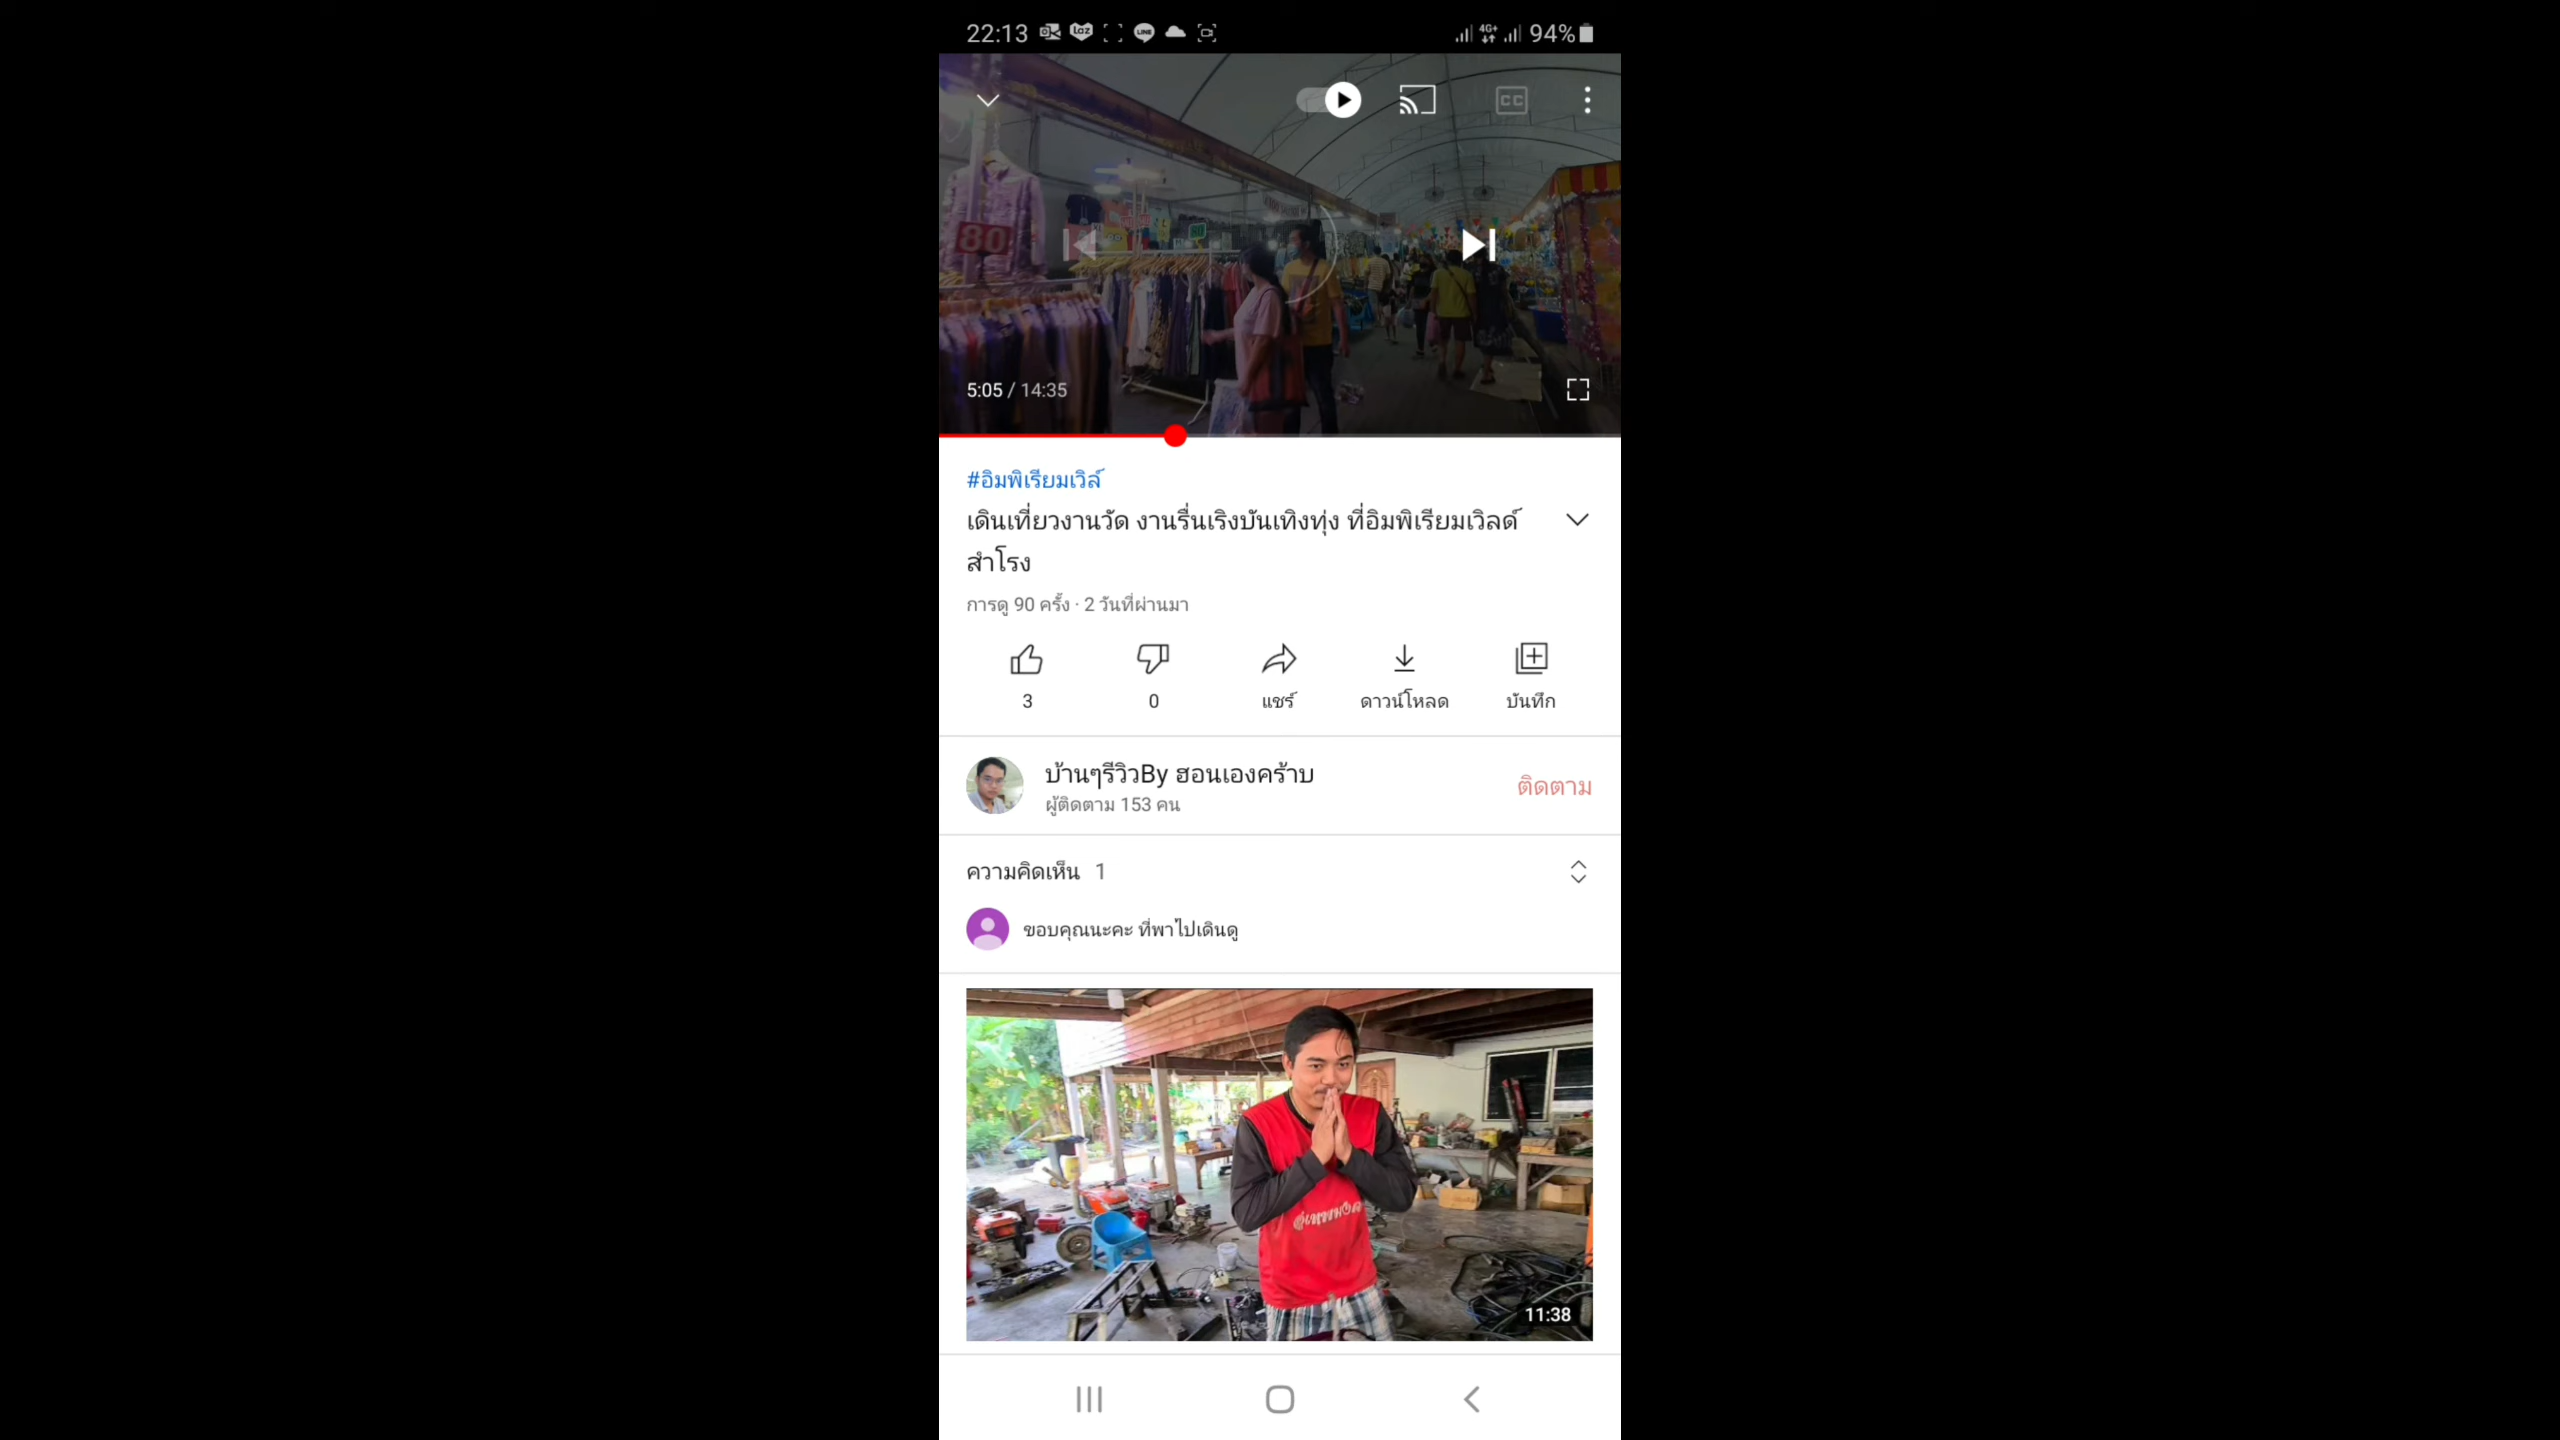 22:13
94%
80
5:05 / 14:35
#อิมพิเรียมเวิล์
เดินเที่ยวงานวัด งานรื่นเริงบันเทิงทุ่ง ที่อิมพิเรียมเวิลด์
สำโรง
การดู 90 ครั้ง · 2 วันที่ผ่านมา
3
0
แชร์
ดาวน์โหลด
บันทึก
บ้านๆรีวิวBy ฮอนเองคร้าบ
ผู้ติดตาม 153 คน
ติดตาม
ความคิดเห็น 1
ขอบคุณนะคะ ที่พาไปเดินดู
11:38